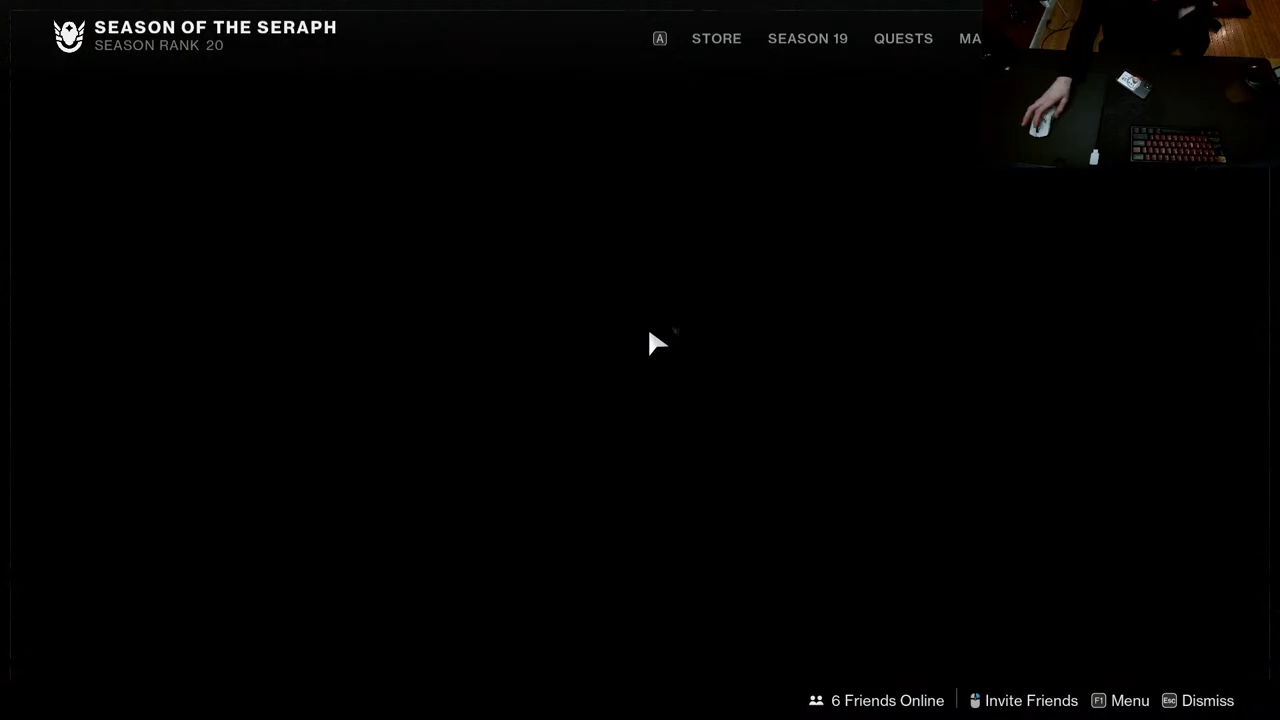 SEASON OF THE SERAPH
SEASON RANK 20
A STORE SEASON 19 QUESTS MA
6 Friends Online Invite Friends F1 Menu Esc Dismiss